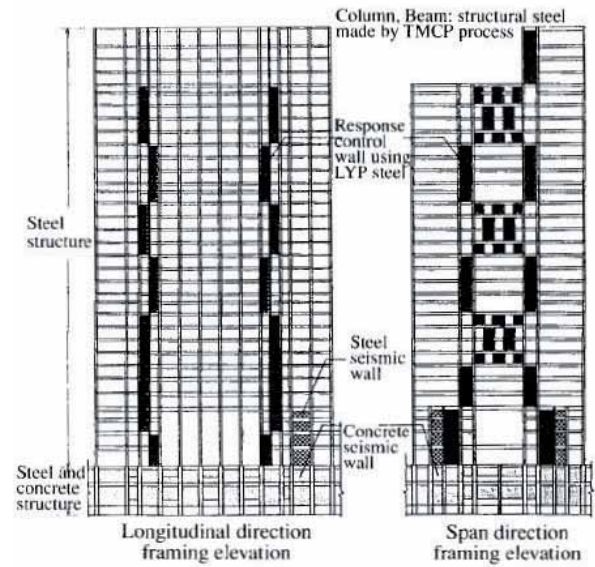 Column, Beam: structural steel
made by TMCP process
Response
control
wall using
LYP steel
Steel
structure
Steel
seismic
wall
Concrete
seismic
wall
Steel and
concrete
structure
Longitudinal direction
framing elevation
Span direction
framing elevation